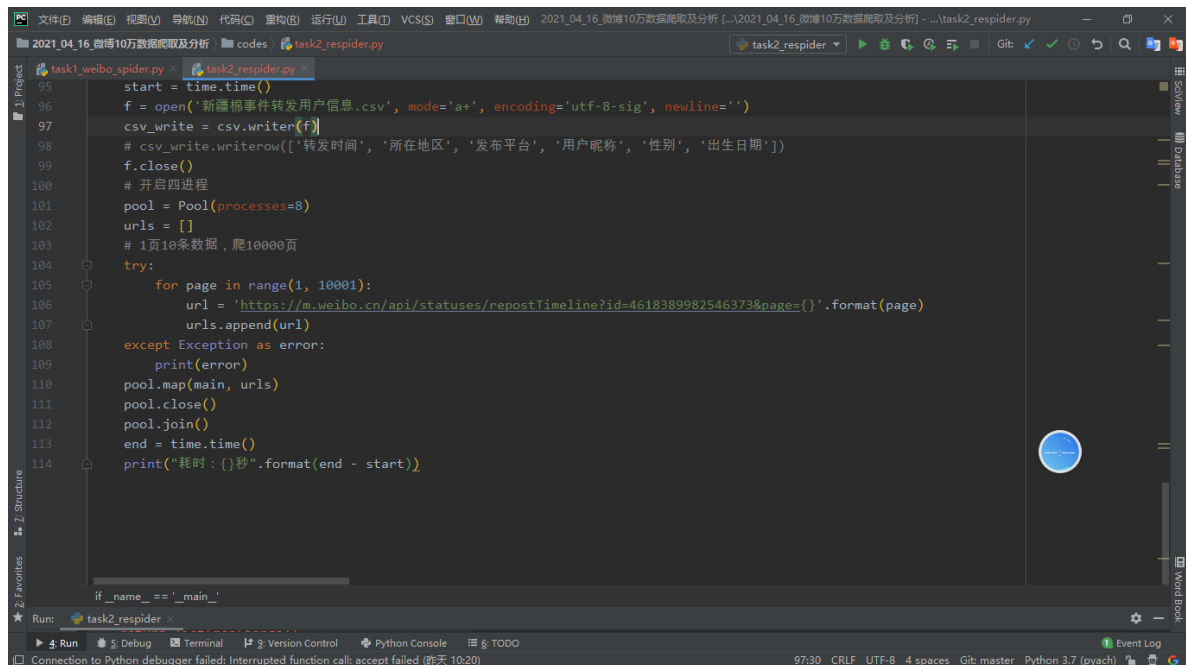 PC 文件(F) 编辑(E) 视图(V) 导航(N) 代码(C) 重构(R) 运行(U) 工具(T) VCS(S) 窗口(W) 帮助(H) 2021_04_16_微博10万数据爬取及分析 [...\2021_04_16_微博10万数据爬取及分析] - ...\task2_respider.py
2021_04_16_微博10万数据爬取及分析 codes task2_respider.py task2_respider Git:
task1_weibo_spider.py task2_respider.py
1: Project
SciView
Database
95 start = time.time()
96 f = open('新疆棉事件转发用户信息.csv', mode='a+', encoding='utf-8-sig', newline='')
97 csv_write = csv.writer(f)
98 # csv_write.writerow(['转发时间', '所在地区', '发布平台', '用户昵称', '性别', '出生日期'])
99 f.close()
100 # 开启四进程
101 pool = Pool(processes=8)
102 urls = []
103 # 1页10条数据，爬10000页
104 try:
105 for page in range(1, 10001):
106 url = 'https://m.weibo.cn/api/statuses/repostTimeline?id=4618389982546373&page={}'.format(page)
107 urls.append(url)
108 except Exception as error:
109 print(error)
110 pool.map(main, urls)
111 pool.close()
112 pool.join()
113 end = time.time()
114 print("耗时：{}秒".format(end - start))
7: Structure
2: Favorites
Word Book
if __name__ == '__main__'
Run: task2_respider
4: Run 5: Debug Terminal 9: Version Control Python Console 6: TODO 1 Event Log
Connection to Python debugger failed: Interrupted function call: accept failed (昨天 10:20) 97:30 CRLF UTF-8 4 spaces Git: master Python 3.7 (pyach)